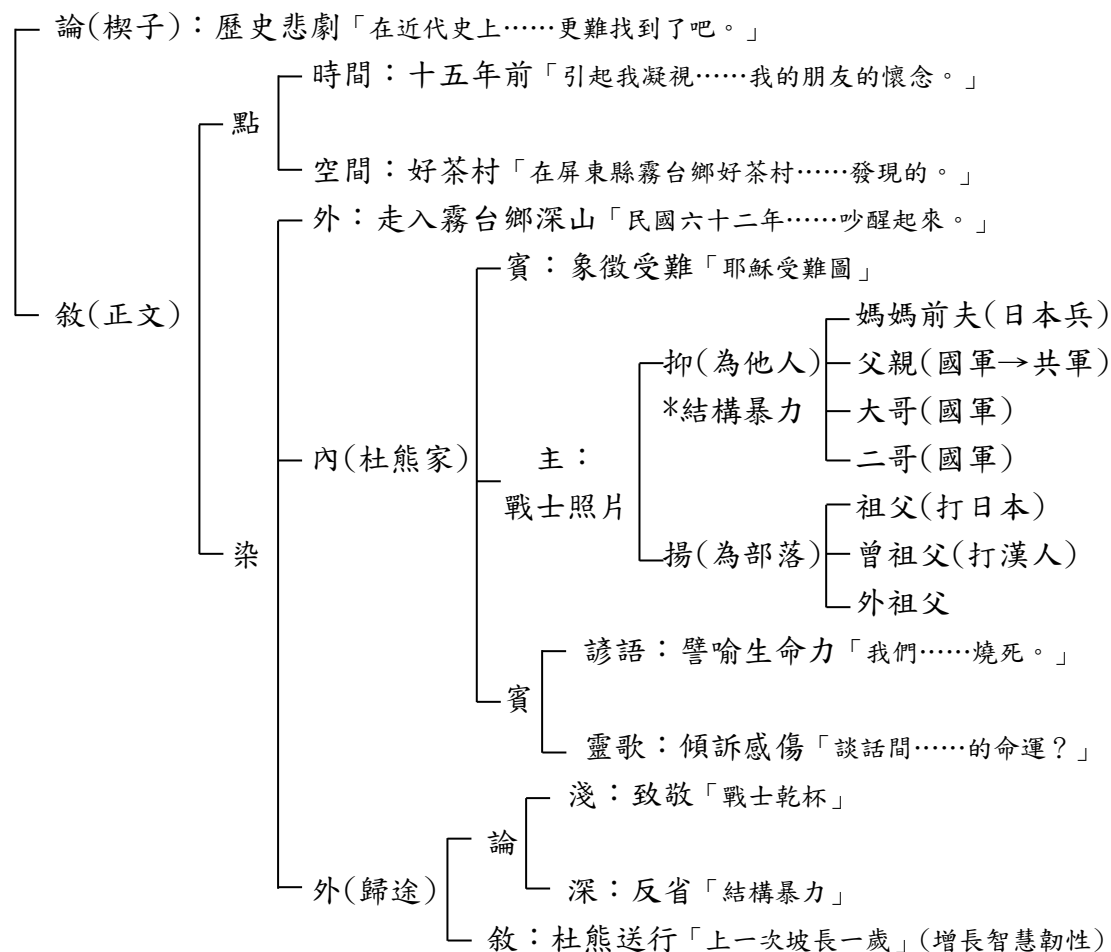 論(楔子)：歷史悲劇「在近代史上……更難找到了吧。」
時間：十五年前「引起我凝視……我的朋友的懷念。」
點
空間：好茶村「在屏東縣霧台鄉好茶村……發現的。」
外：走入霧台鄉深山「民國六十二年……吵醒起來。」
賓：象徵受難「耶穌受難圖」
敘(正文)
媽媽前夫(日本兵)
抑(為他人)
父親(國軍→共軍)
*結構暴力
大哥(國軍)
內(杜熊家)
主：
二哥(國軍)
戰士照片
祖父(打日本)
染
揚(為部落)
曾祖父(打漢人)
外祖父
諺語：譬喻生命力「我們……燒死。」
賓
靈歌：傾訴感傷「談話間……的命運？」
淺：致敬「戰士乾杯」
論
外(歸途)
深：反省「結構暴力」
敘：杜熊送行「上一次坡長一歲」(增長智慧韌性)